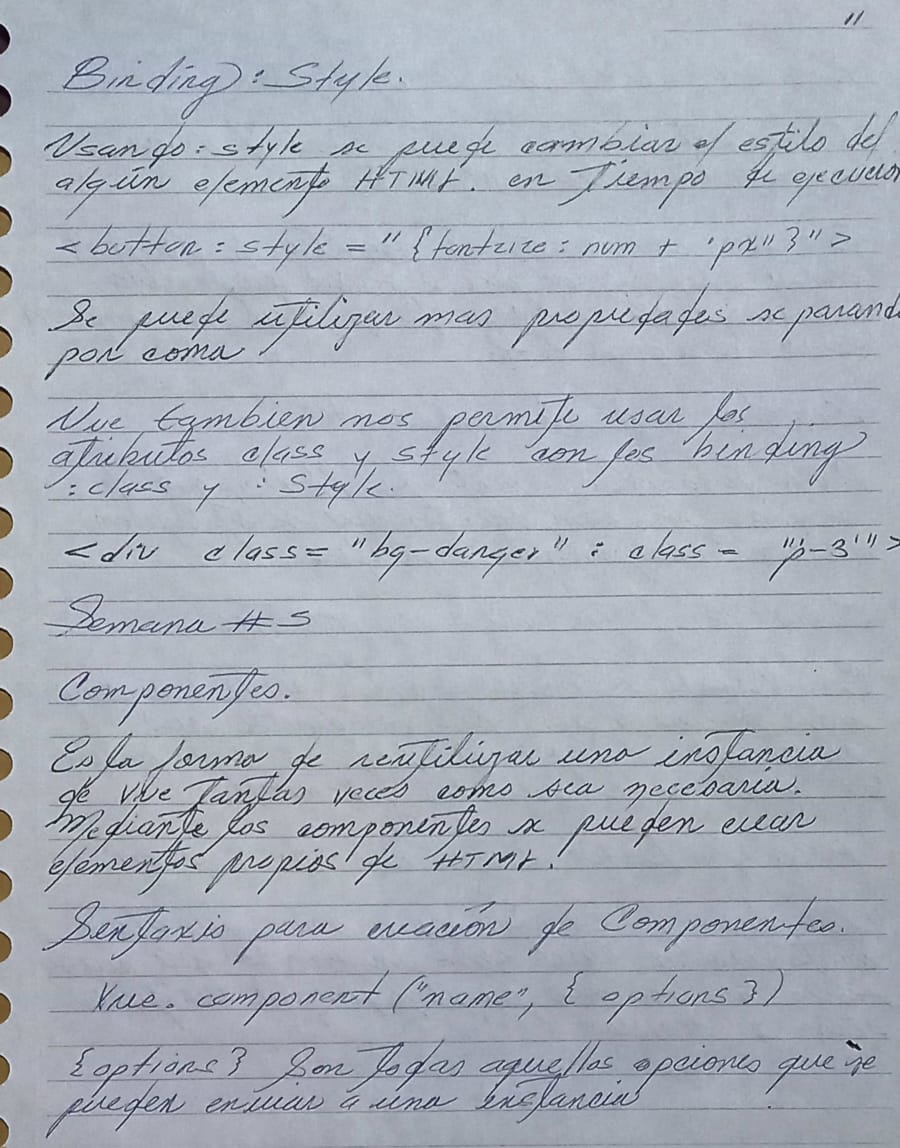 11
Binding: Style.
Usando :style se puede cambiar el estilo del
algún elemento HTML. en Tiempo de ejecucion
<button :style = "{fontzize: num + 'px"}">
Se puede utilizar mas propiedades separand
por coma
Vue tambien nos permite usar los
atributos class y style con los binding
:class y :Style.
<div class= "bg-danger" :class= "'p-3'">
Semana #5
Componentes.
Es la forma de reutilizar una instancia
de Vue Tantas veces como sea necesaria.
Mediante los componentes se pueden crear
elementos propios de HTML.
Sentaxis para creación de Componentes.
Vue.component ("name", { options })
{options} Son todas aquellas opciones que se
pueden enviar a una instancia